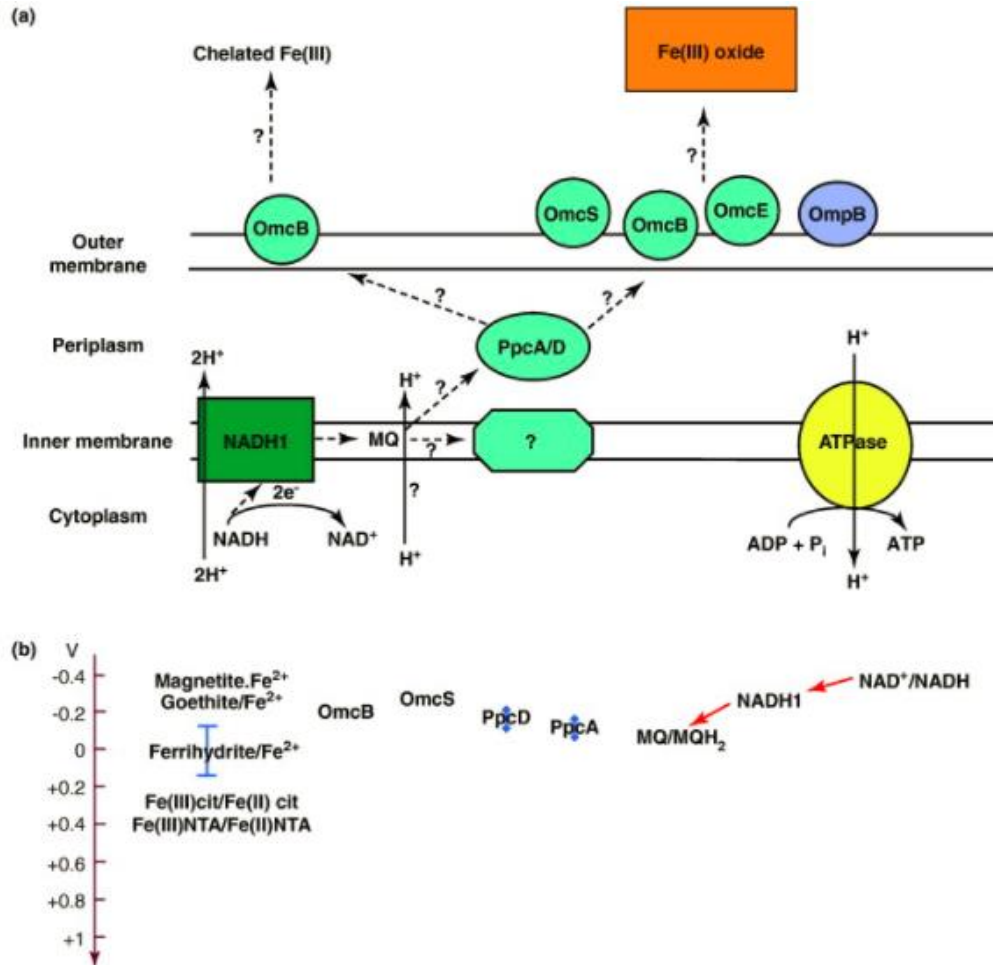 (a)
Chelated Fe(III)
Fe(III) oxide
?
?
OmcB
OmcS
OmcB
OmcE
OmpB
Outer
membrane
?
?
Periplasm
PpcA/D
2H⁺
H⁺
H⁺
?
Inner membrane
NADH1
MQ
?
?
ATPase
Cytoplasm
2e⁻
?
NADH
NAD⁺
ADP + Pᵢ
ATP
2H⁺
H⁺
H⁺
(b)
V
-0.4
-0.2
0
+0.2
+0.4
+0.6
+0.8
+1
Magnetite.Fe²⁺
Goethite/Fe²⁺
Ferrihydrite/Fe²⁺
Fe(III)cit/Fe(II) cit
Fe(III)NTA/Fe(II)NTA
OmcB
OmcS
PpcD
PpcA
MQ/MQH₂
NADH1
NAD⁺/NADH